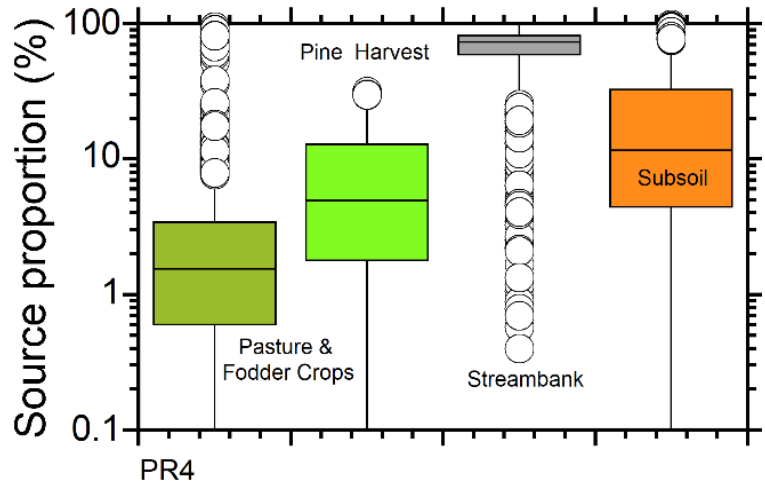 Source proportion (%)
100
10
1
0.1
Pine Harvest
Subsoil
Pasture &
Fodder Crops
Streambank
PR4